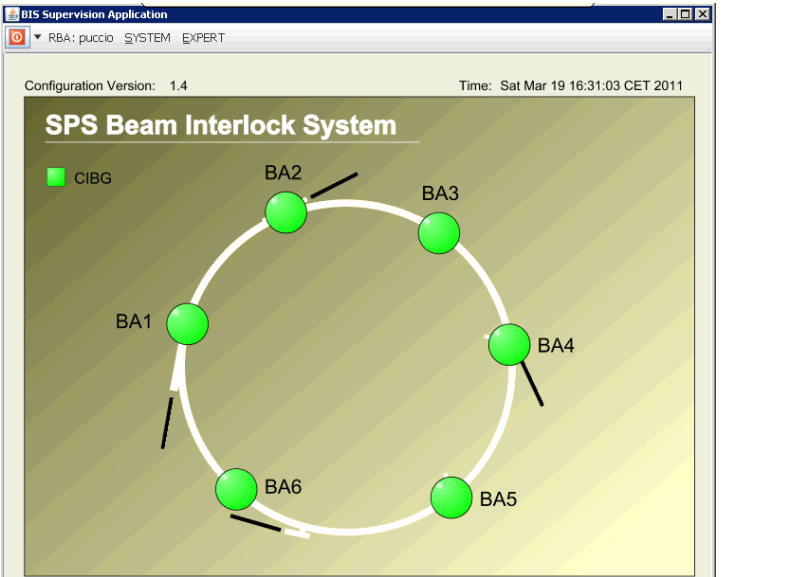 BIS Supervision Application
RBA: puccio SYSTEM EXPERT
Configuration Version: 1.4 Time: Sat Mar 19 16:31:03 CET 2011
SPS Beam Interlock System
CIBG
BA2
BA3
BA1
BA4
BA6
BA5